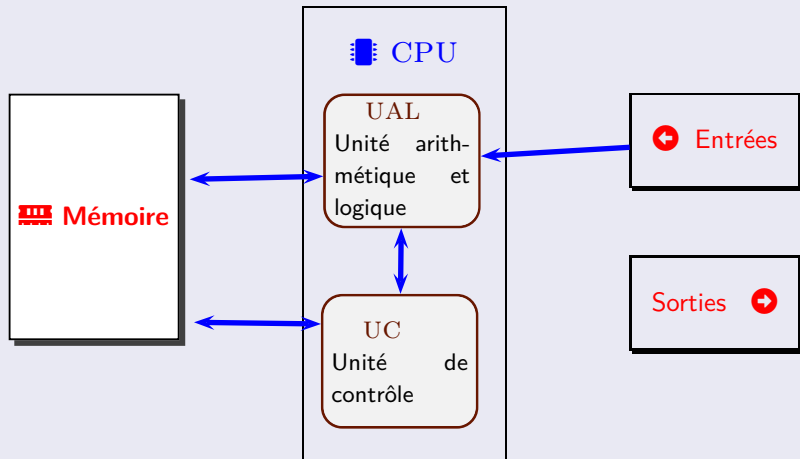 CPU
UAL
Unité arith-
métique et
logique
Entrées
Mémoire
Sorties
UC
Unité de
contrôle